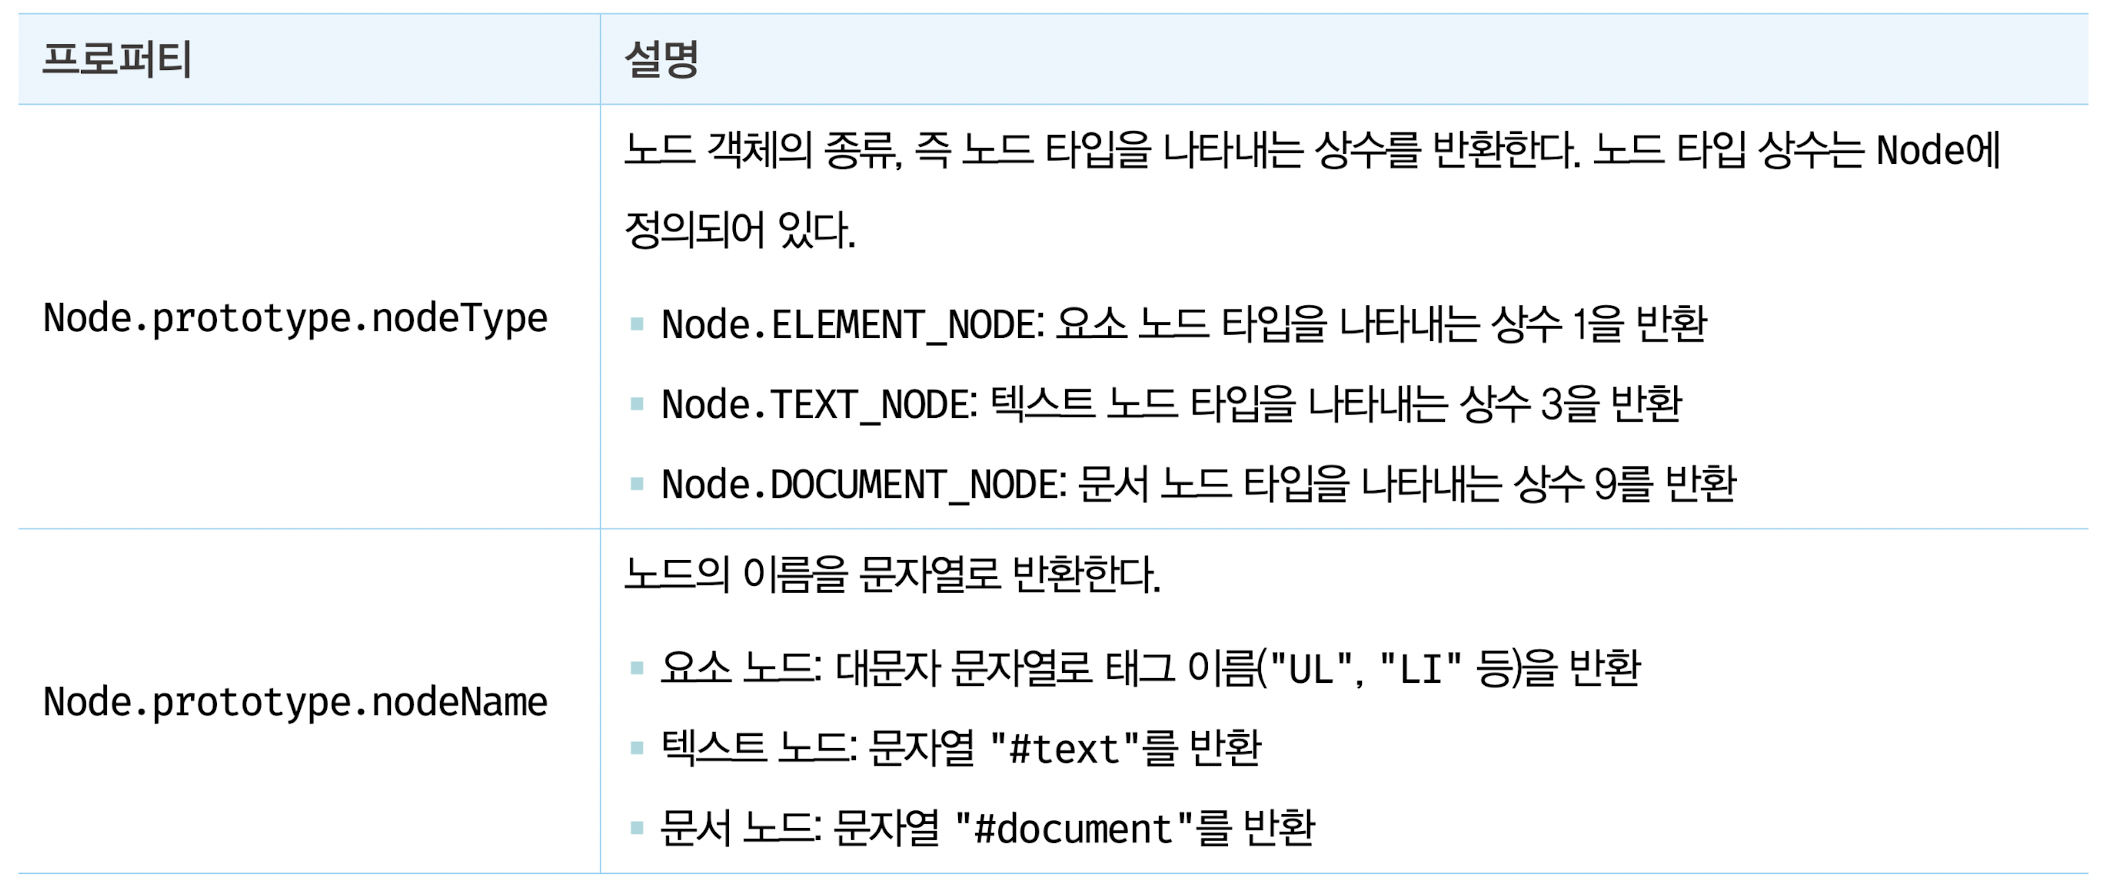 프로퍼티
설명
Node.prototype.nodeType
노드 객체의 종류, 즉 노드 타입을 나타내는 상수를 반환한다. 노드 타입 상수는 Node에
정의되어 있다.
Node.ELEMENT_NODE: 요소 노드 타입을 나타내는 상수 1을 반환
Node.TEXT_NODE: 텍스트 노드 타입을 나타내는 상수 3을 반환
Node.DOCUMENT_NODE: 문서 노드 타입을 나타내는 상수 9를 반환
Node.prototype.nodeName
노드의 이름을 문자열로 반환한다.
요소 노드: 대문자 문자열로 태그 이름("UL", "LI" 등)을 반환
텍스트 노드: 문자열 "#text"를 반환
문서 노드: 문자열 "#document"를 반환